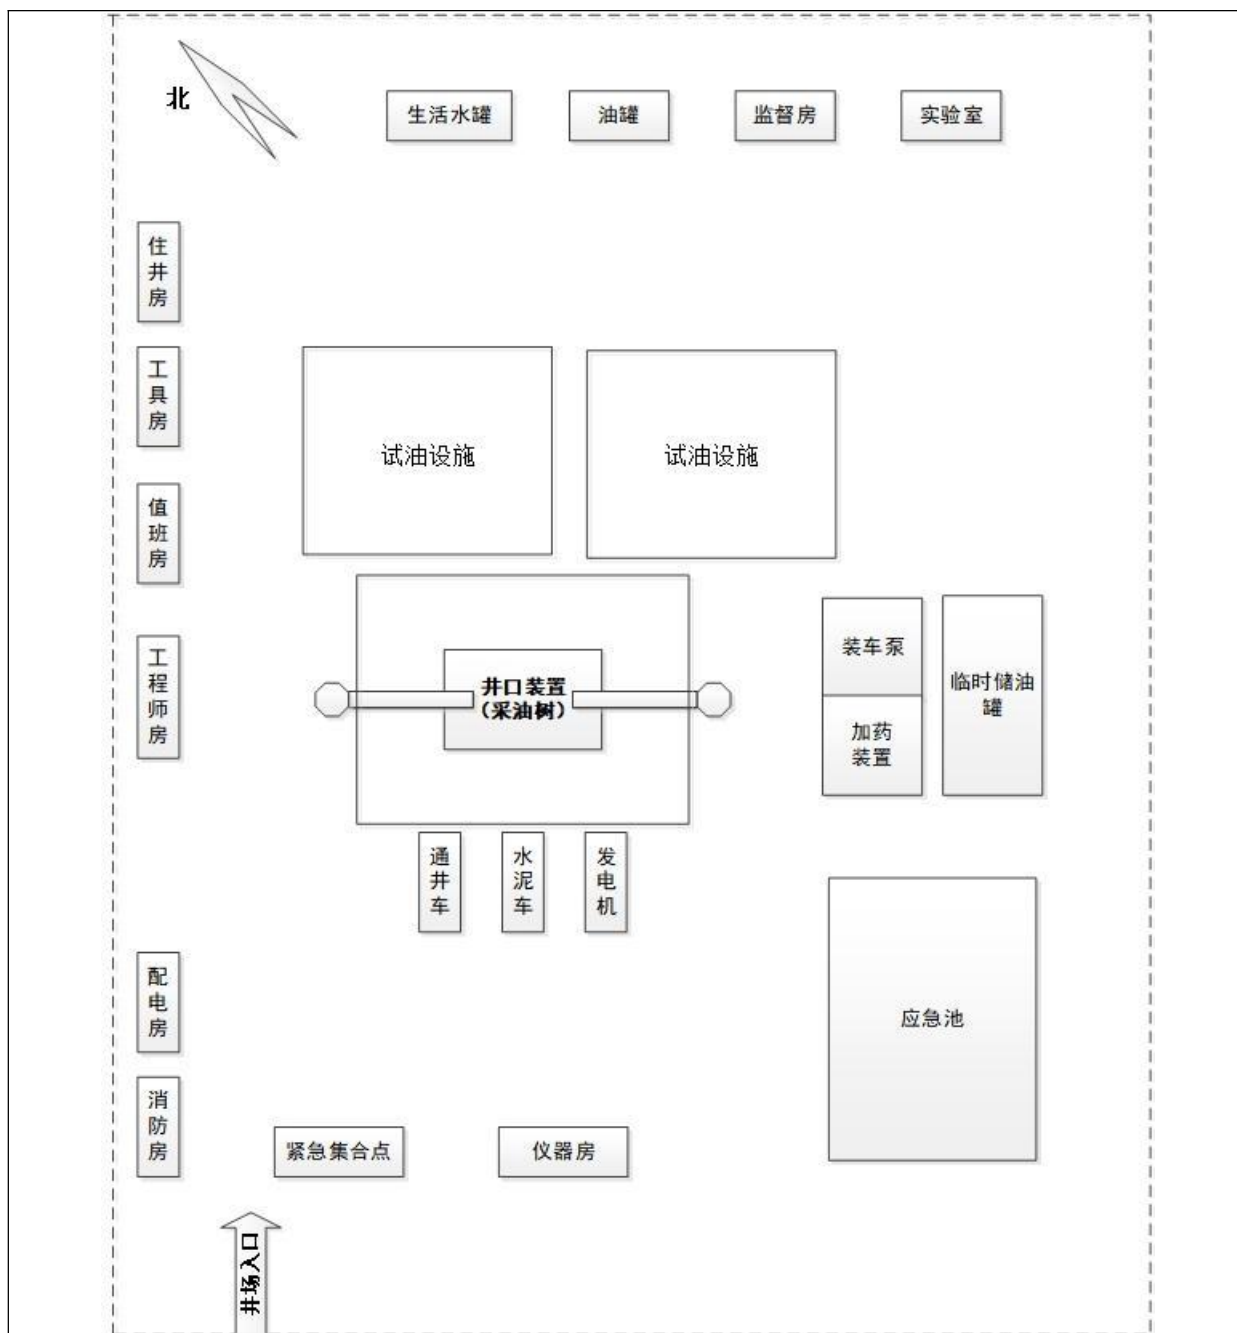 北
生活水罐
油罐
监督房
实验室
住井房
工具房
试油设施
试油设施
值班房
工程师房
井口装置
（采油树）
装车泵
加药
装置
临时储油
罐
通井车
水泥车
发电机
配电房
应急池
消防房
紧急集合点
仪器房
井场入口